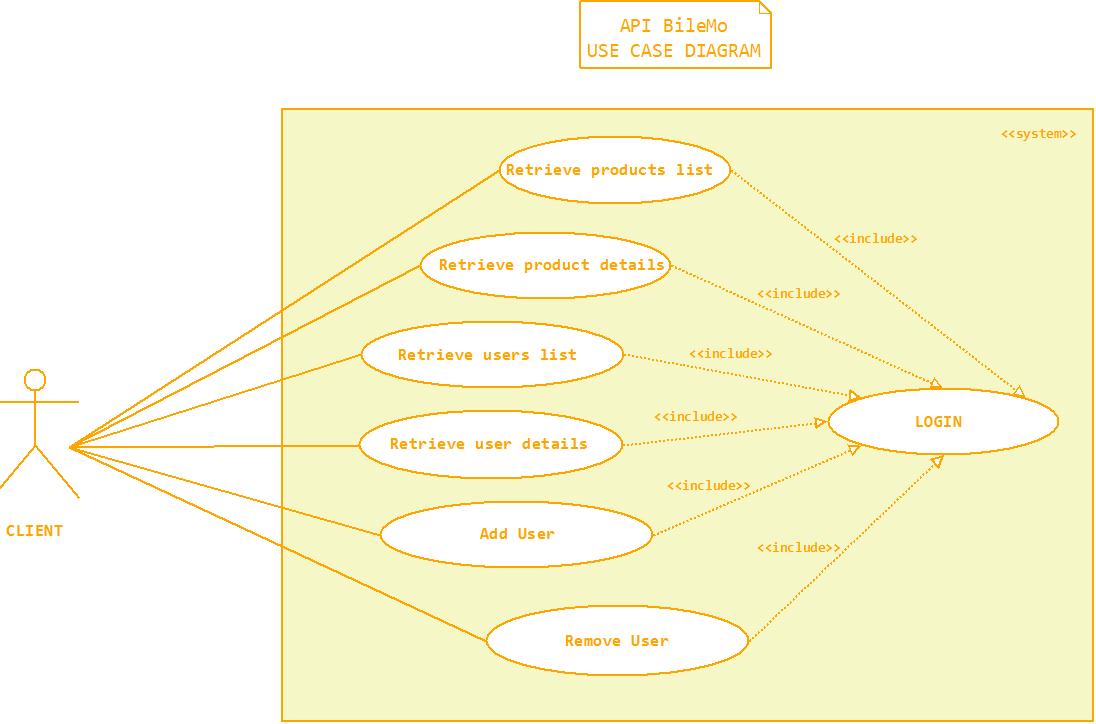 API BileMo
USE CASE DIAGRAM
<<system>>
Retrieve products list
<<include>>
Retrieve product details
<<include>>
Retrieve users list
<<include>>
<<include>>
LOGIN
Retrieve user details
<<include>>
Add User
CLIENT
<<include>>
Remove User